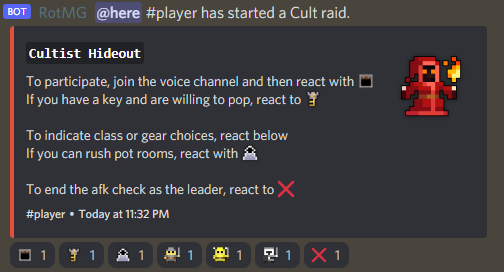 BOT RotMG @here #player has started a Cult raid.
Cultist Hideout
To participate, join the voice channel and then react with
If you have a key and are willing to pop, react to
To indicate class or gear choices, react below
If you can rush pot rooms, react with
To end the afk check as the leader, react to
#player • Today at 11:32 PM
1 1 1 1 1 1 1